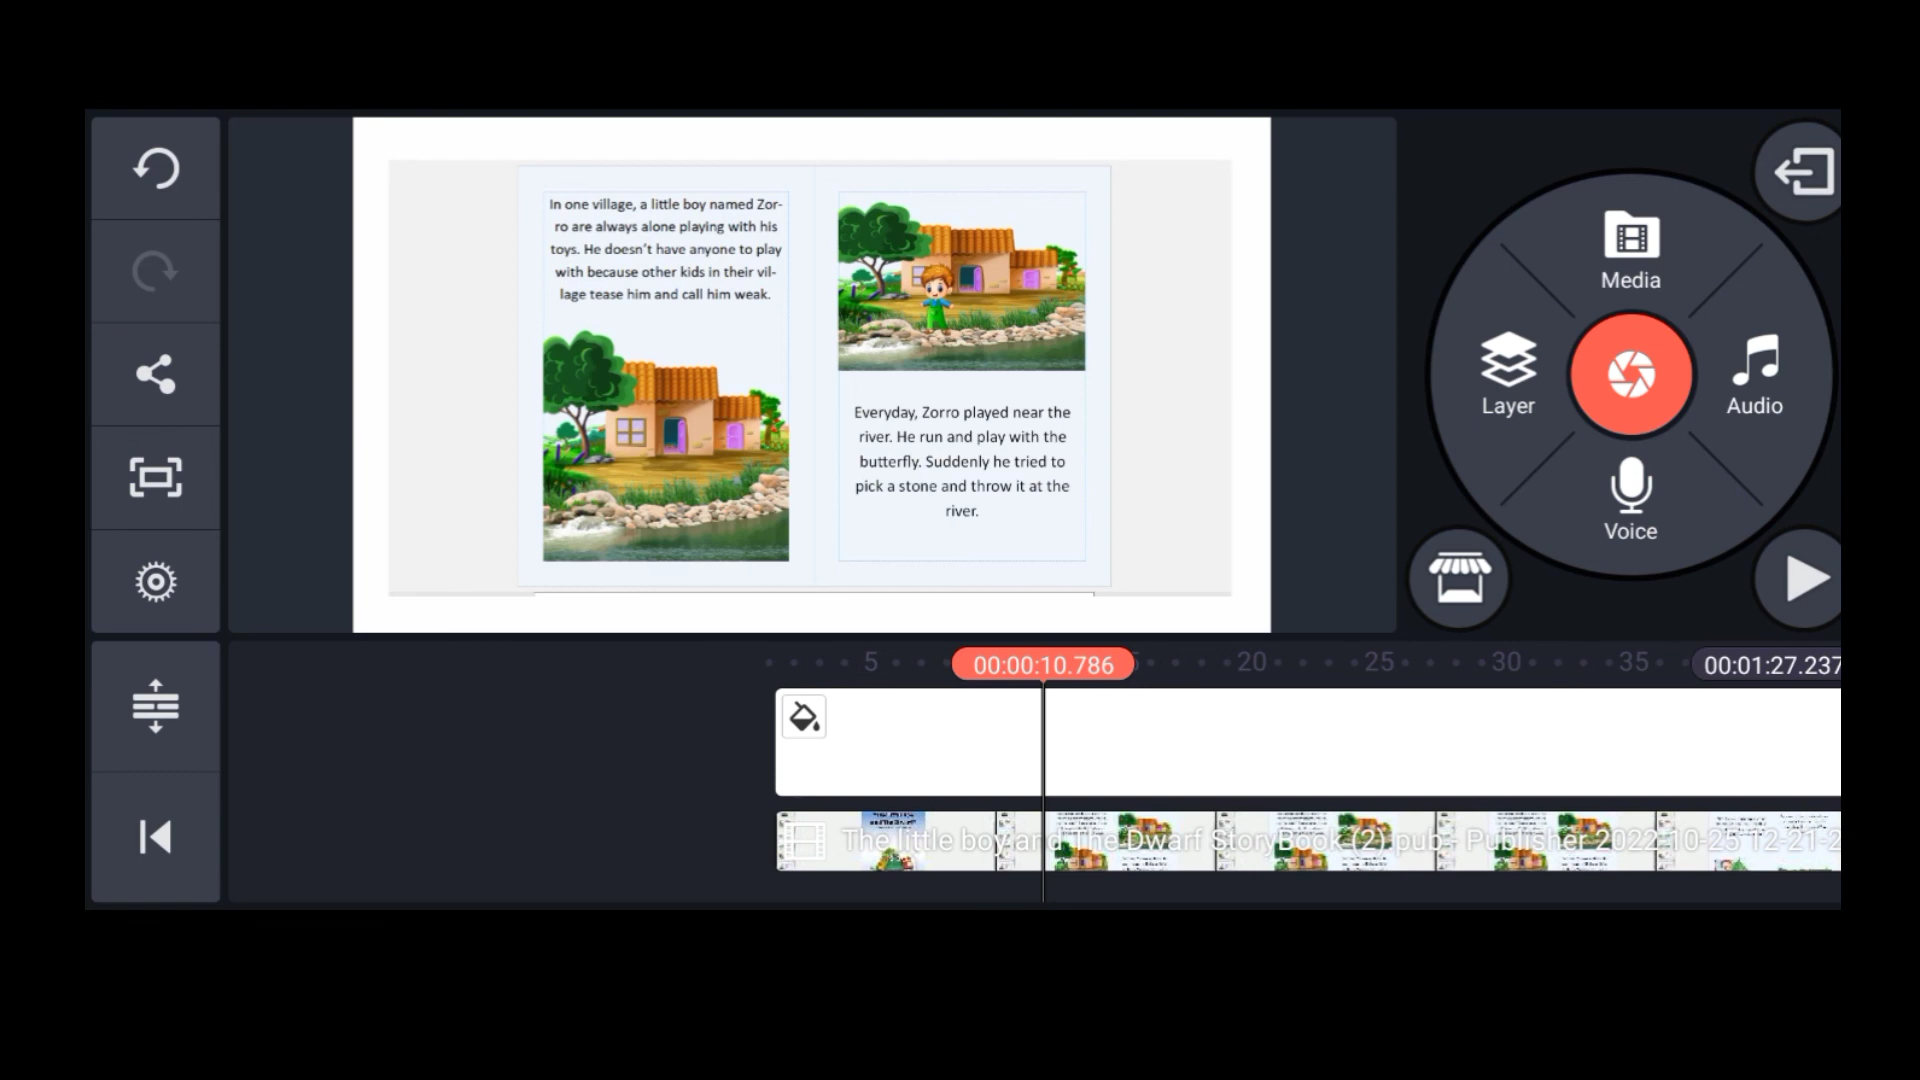 In one village, a little boy named Zor-
ro are always alone playing with his
toys. He doesn't have anyone to play
with because other kids in their vil-
lage tease him and call him weak.
Everyday, Zorro played near the
river. He run and play with the
butterfly. Suddenly he tried to
pick a stone and throw it at the
river.
Media
Layer
Audio
Voice
5
00:00:10.786
20
25
30
35
00:01:27.237
The little boy and The Dwarf StoryBook (2).pub - Publisher 2022-10-25 12-21-2